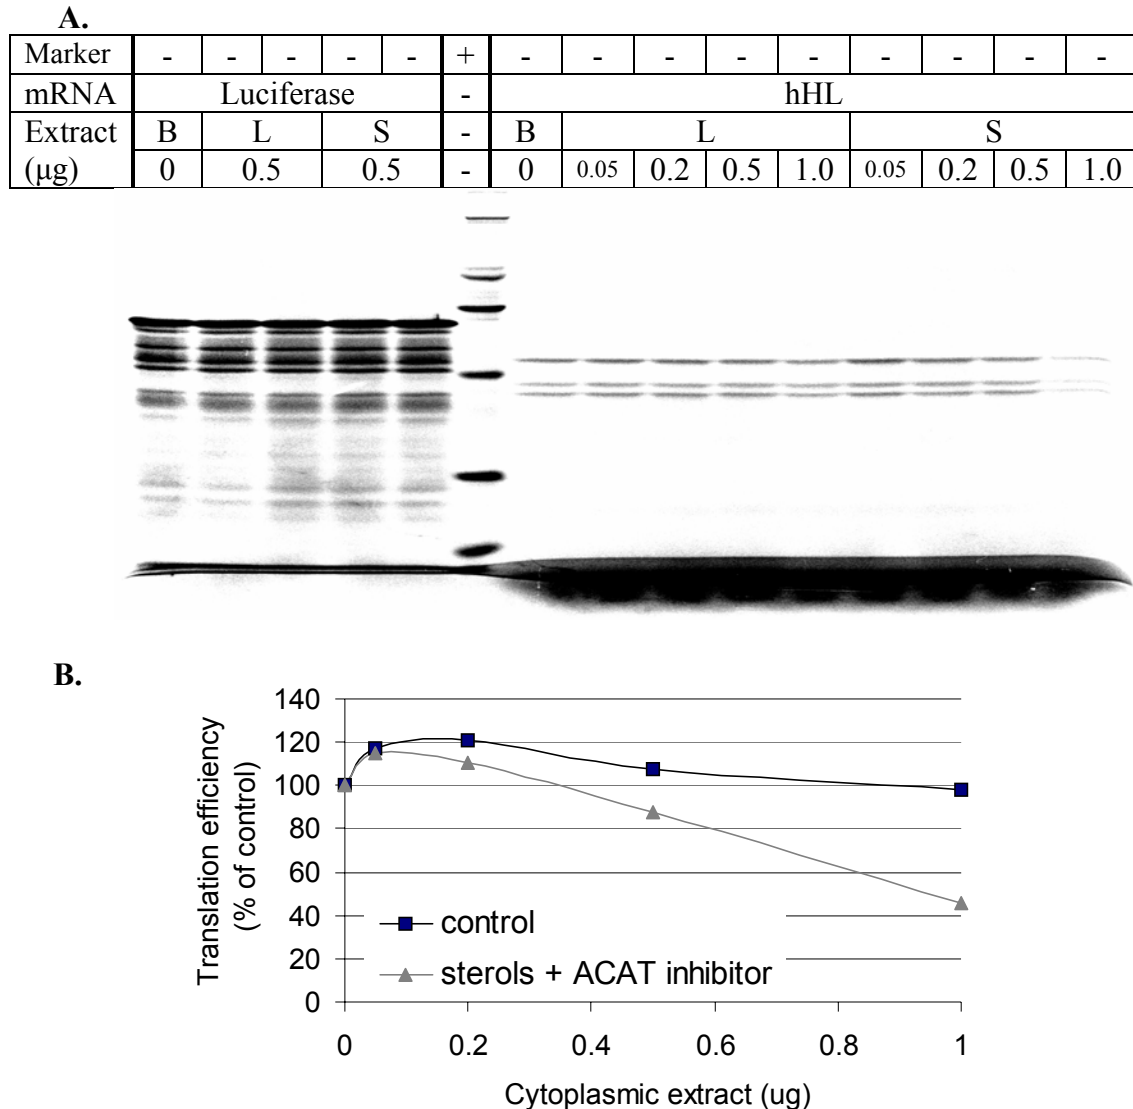 A.
Marker - - - - - + - - - - - - - - -
mRNA Luciferase - hHL
Extract B L S - B L S
(μg) 0 0.5 0.5 - 0 0.05 0.2 0.5 1.0 0.05 0.2 0.5 1.0
B.
Translation efficiency
(% of control)
140
120
100
80
60
40
20
0
control
sterols + ACAT inhibitor
0 0.2 0.4 0.6 0.8 1
Cytoplasmic extract (ug)